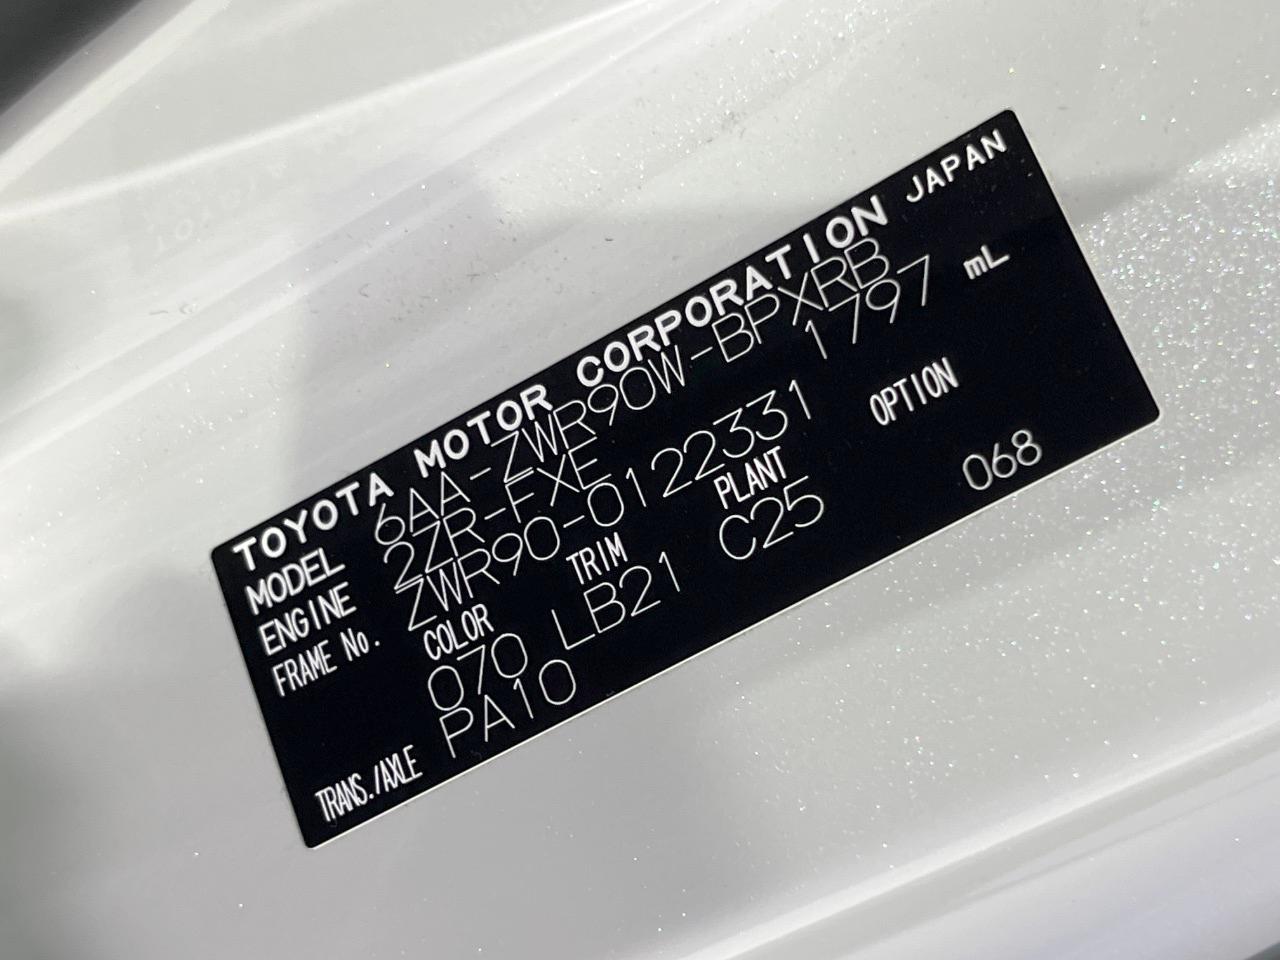 TOYOTA MOTOR CORPORATION JAPAN
MODEL 6AA-ZWR90W-BPXRB
ENGINE 2ZR-FXE 1797 mL
FRAME No. ZWR90-0122331
COLOR TRIM PLANT OPTION
070 LB21 C25 068
TRANS./AXLE PA10